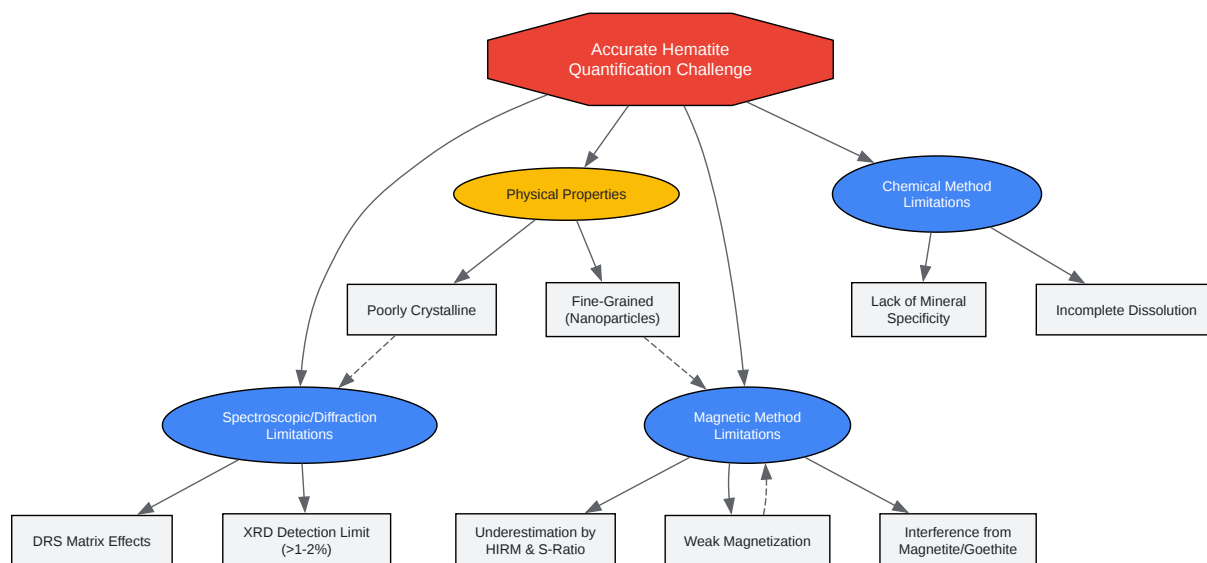 Accurate Hematite
Quantification Challenge
Physical Properties
Chemical Method
Limitations
Poorly Crystalline
Fine-Grained
(Nanoparticles)
Lack of Mineral
Specificity
Incomplete Dissolution
Spectroscopic/Diffraction
Limitations
Magnetic Method
Limitations
DRS Matrix Effects
XRD Detection Limit
(>1-2%)
Underestimation by
HIRM & S-Ratio
Weak Magnetization
Interference from
Magnetite/Goethite